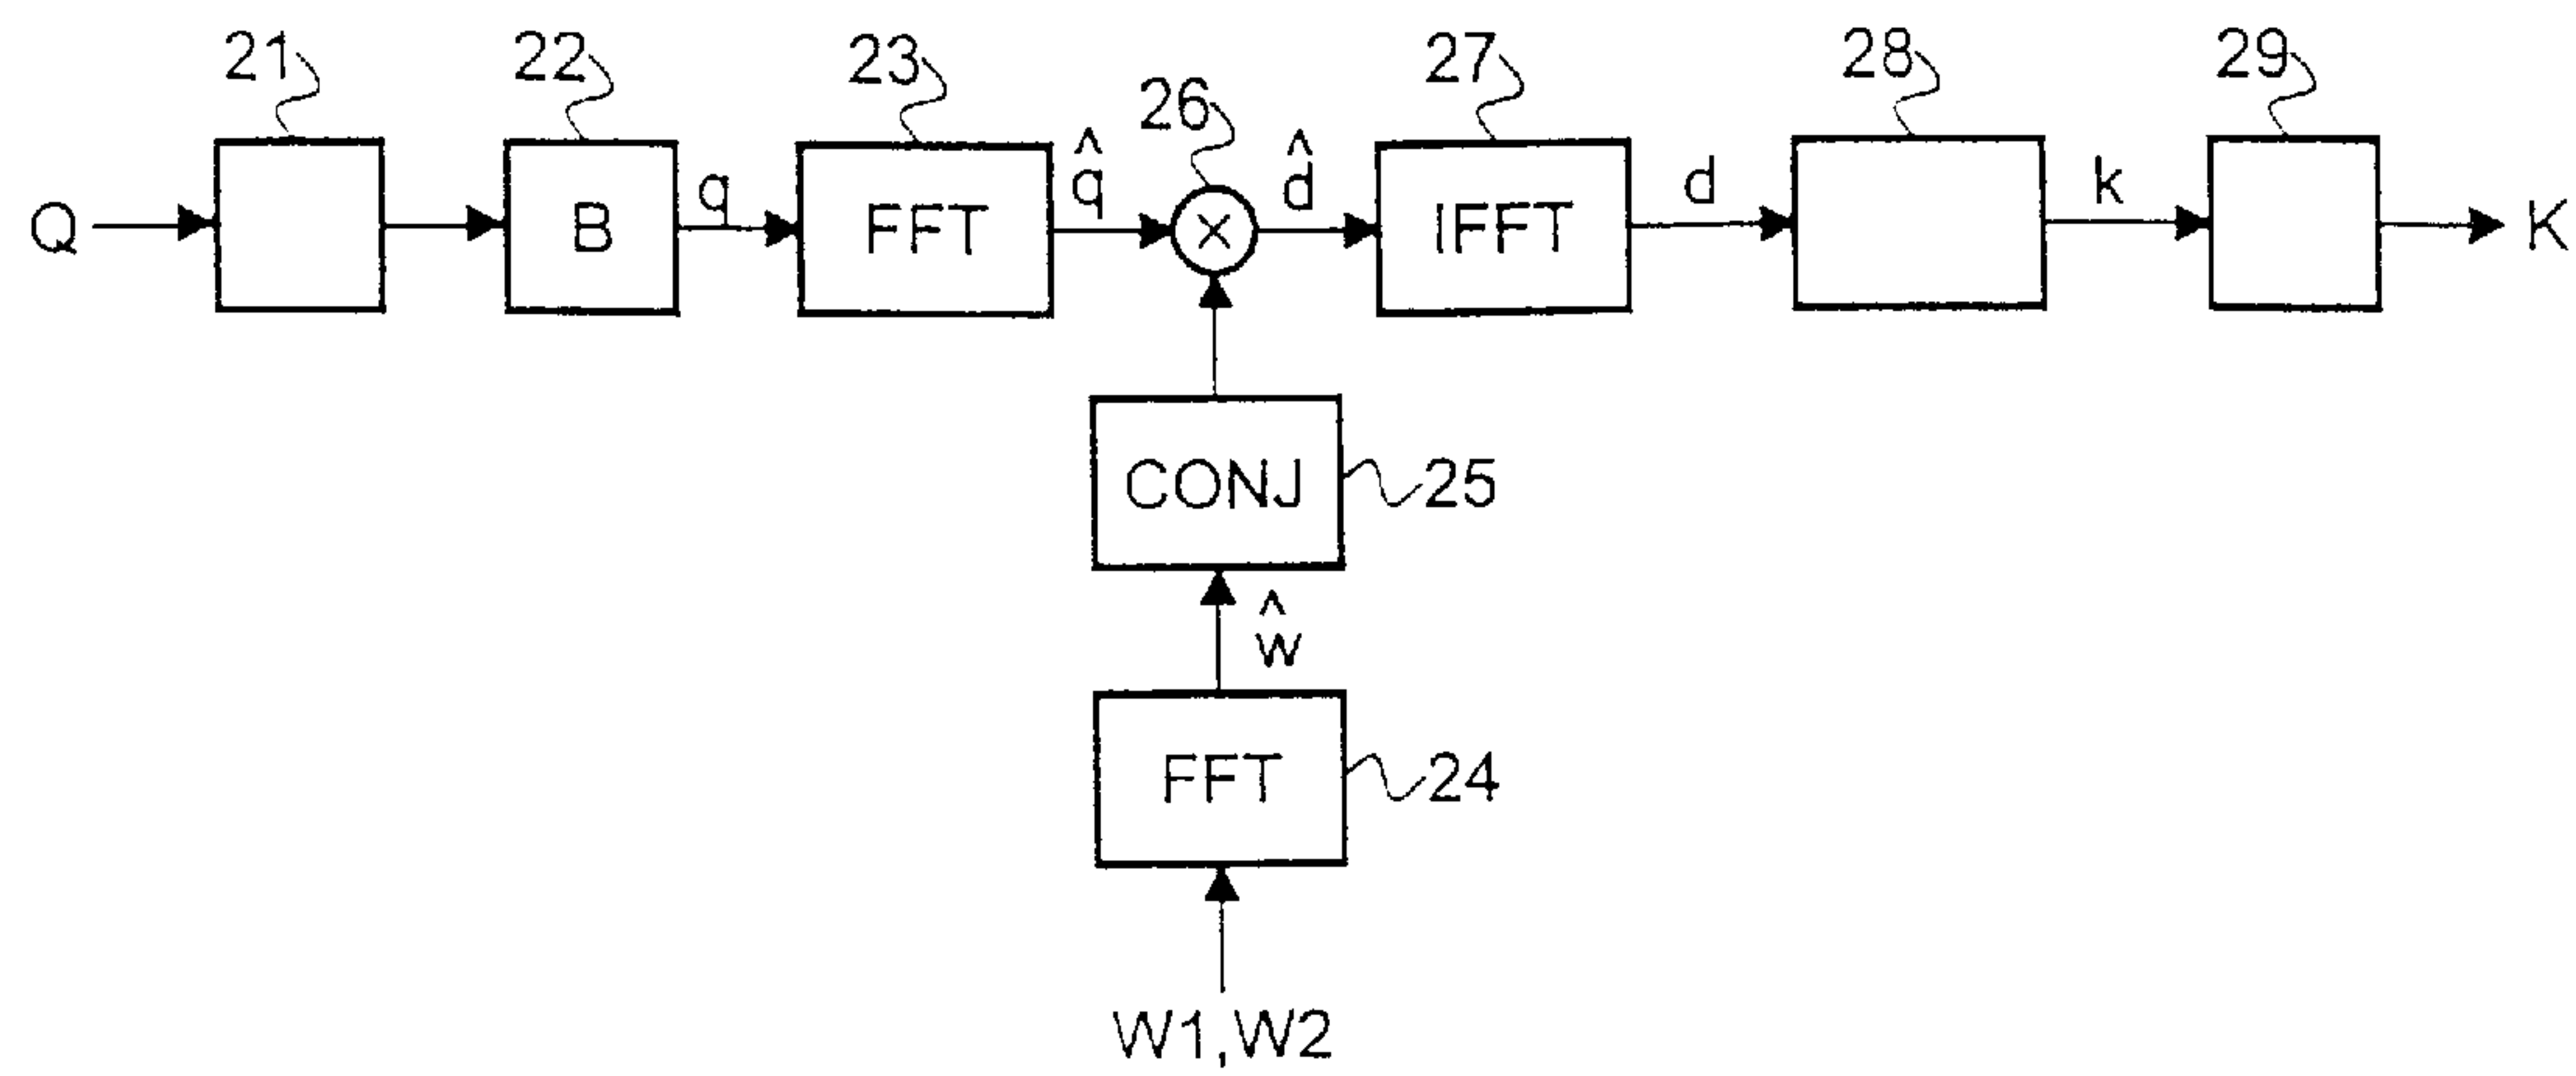 21 22 23 26 27 28 29
Q B q FFT q̂ × d̂ IFFT d k K
CONJ 25
ŵ
FFT 24
W1,W2